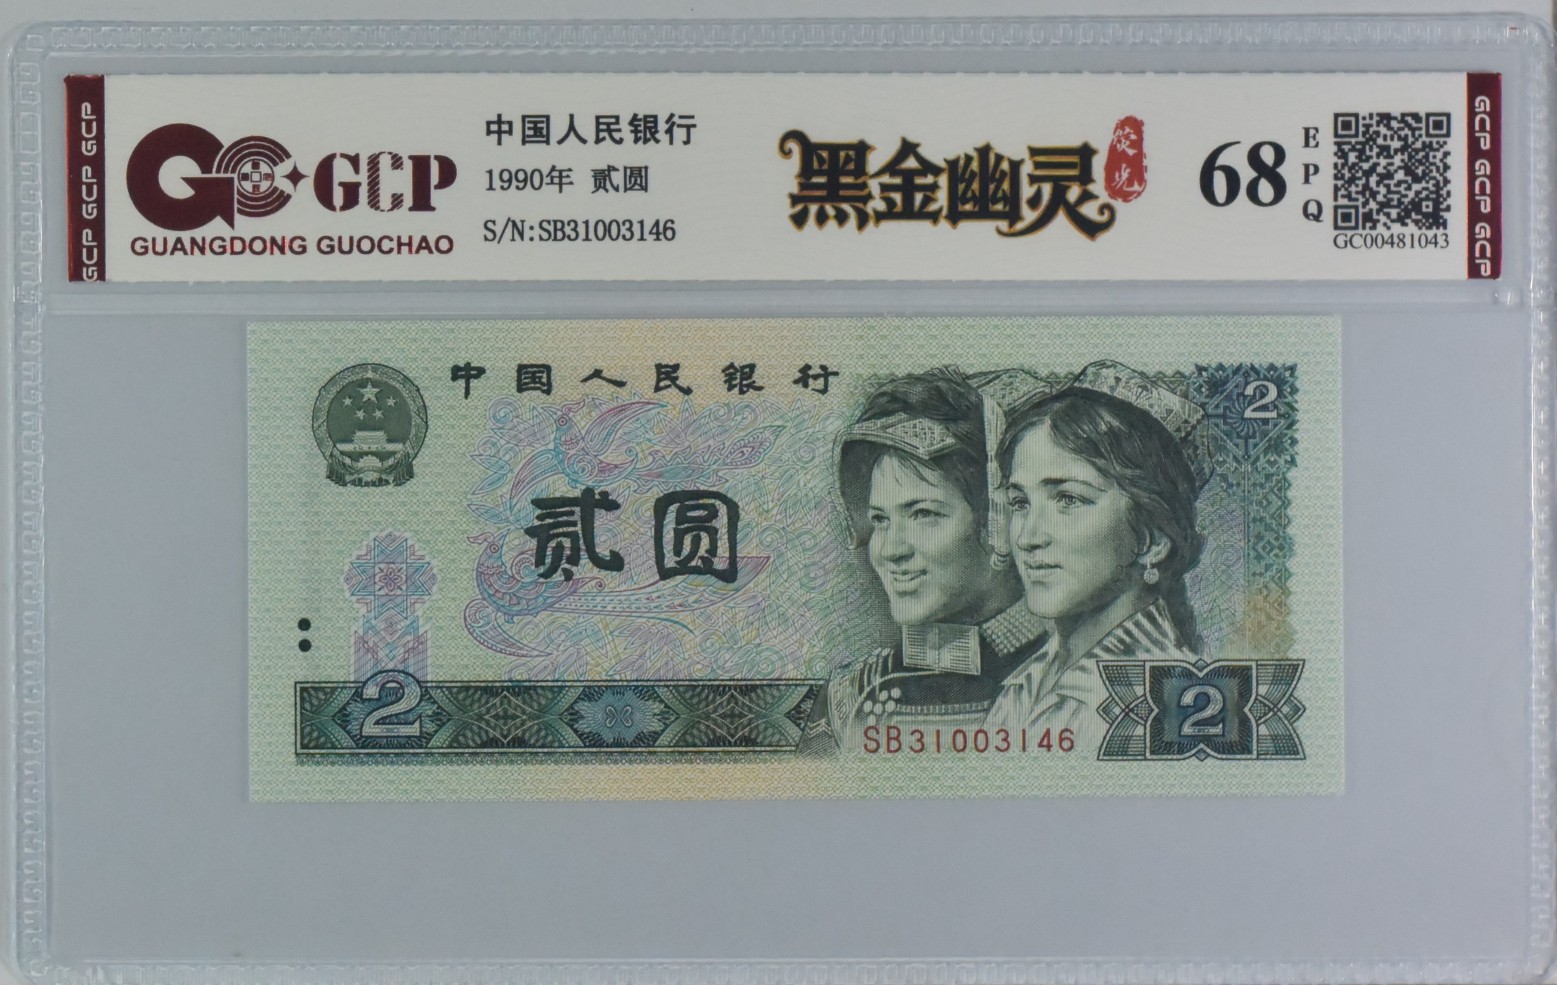 GCP GCP GCP
GCP
GUANGDONG GUOCHAO
中国人民银行
1990年 贰圆
S/N:SB31003146
黑金幽灵
荧光
68
EPQ
GC00481043
GCP GCP GCP
中国人民银行
2
贰圆
2
SB31003146
2